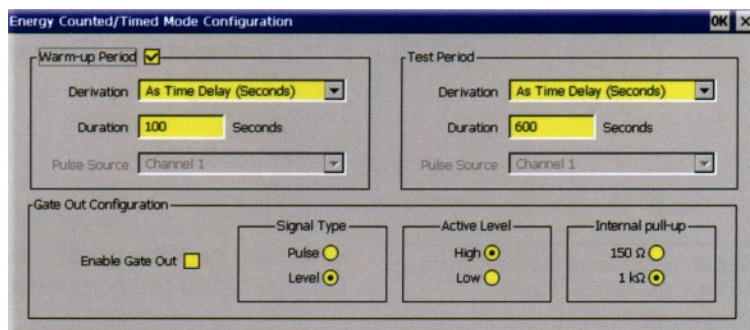 Energy Counted/Timed Mode Configuration OK
Warm-up Period
Derivation As Time Delay (Seconds)
Duration 100 Seconds
Pulse Source Channel 1
Test Period
Derivation As Time Delay (Seconds)
Duration 600 Seconds
Pulse Source Channel 1
Gate Out Configuration
Enable Gate Out
Signal Type
Pulse
Level
Active Level
High
Low
Internal pull-up
150 Ω
1 kΩ